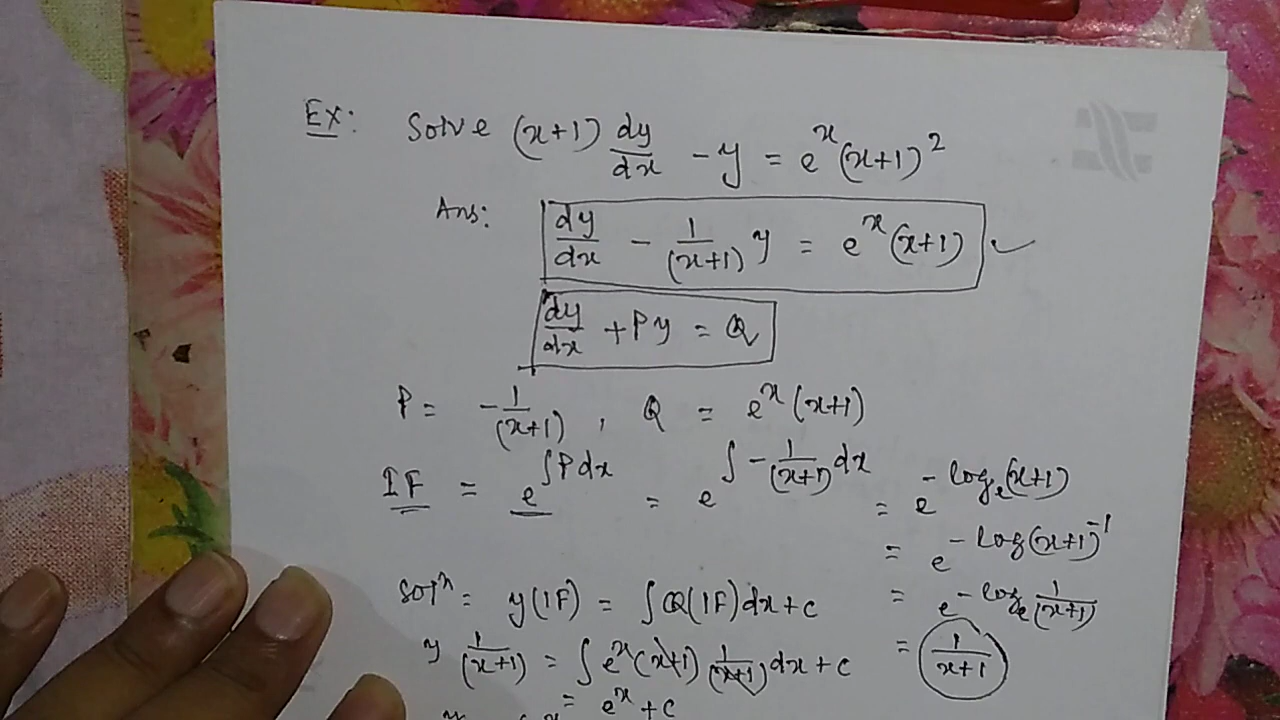 Ex: Solve (x+1) dy/dx - y = e^x (x+1)^2
Ans: dy/dx - 1/(x+1) y = e^x (x+1)
dy/dx + Py = Q
P = -1/(x+1) , Q = e^x (x+1)
IF = e^∫Pdx = e^∫-1/(x+1) dx = e^- log_e(x+1)
= e^- log(x+1)^-1
= e^- log_e 1/(x+1)
= 1/x+1
Sol^n: y(IF) = ∫Q(IF)dx+c
y 1/(x+1) = ∫e^x (x+1) 1/(x+1) dx+c
= e^x + c